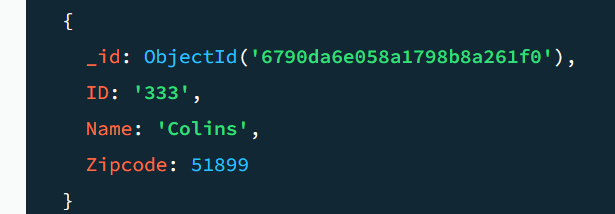 {
_id: ObjectId('6790da6e058a1798b8a261f0'),
ID: '333',
Name: 'Colins',
Zipcode: 51899
}